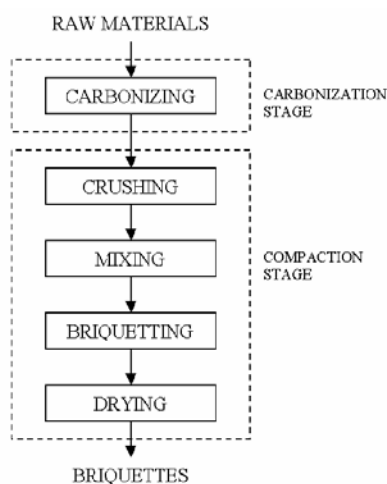 RAW MATERIALS
CARBONIZING
CARBONIZATION
STAGE
CRUSHING
MIXING
COMPACTION
STAGE
BRIQUETTING
DRYING
BRIQUETTES